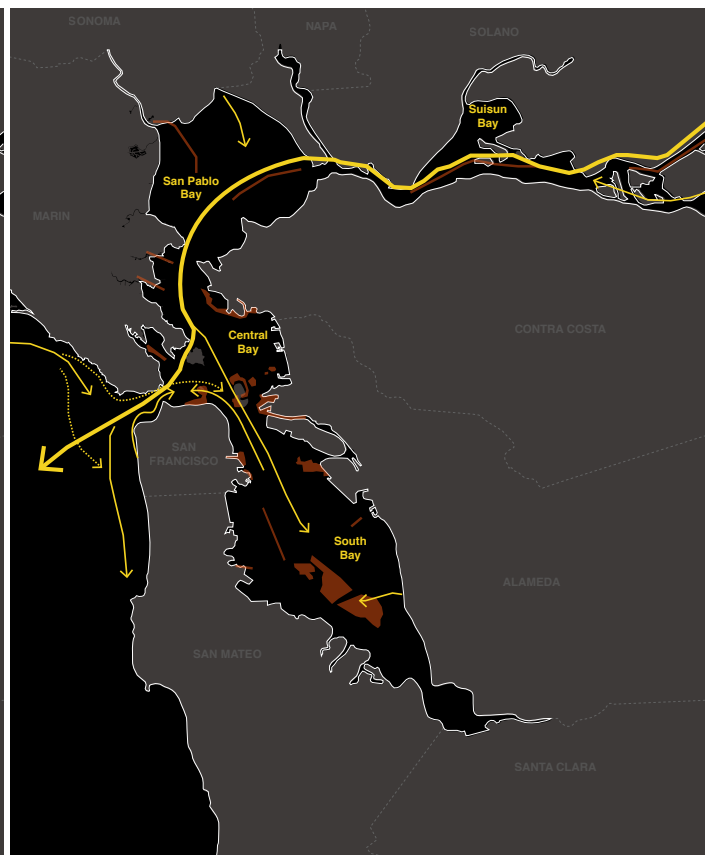 SONOMA
NAPA
SOLANO
Suisun
Bay
San Pablo
Bay
MARIN
CONTRA COSTA
Central
Bay
SAN
FRANCISCO
South
Bay
ALAMEDA
SAN MATEO
SANTA CLARA